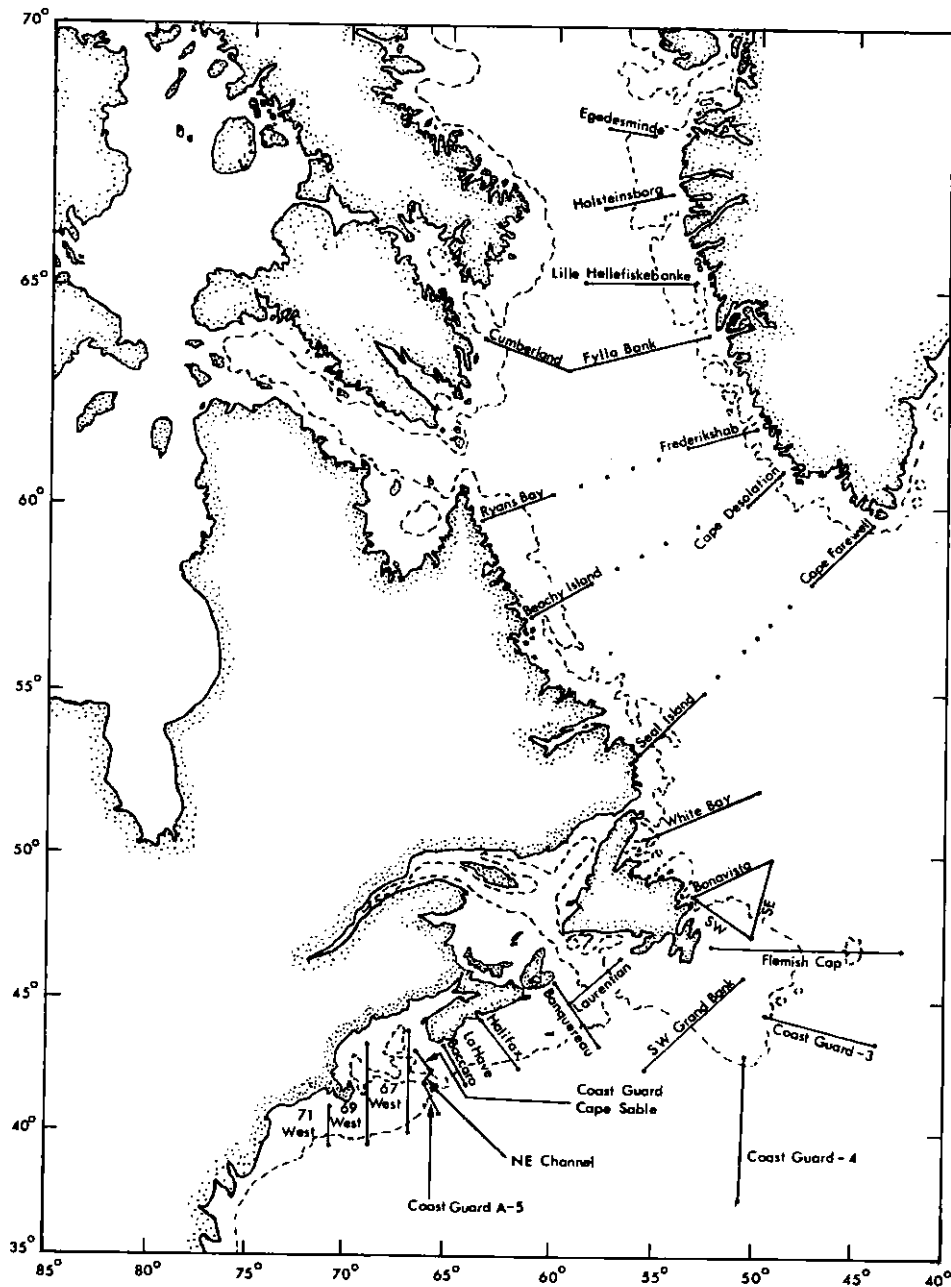 70°
Egedesminde
Holsteinsborg
65°
Lille Hellefiskebanke
Cumberland
Fylla Bank
Frederikshab
60°
Ryans Bay
Cape Desolation
Cape Farewell
Beachy Island
55°
Seal Island
White Bay
50°
Bonavista
SW
SE
Flemish Cap
45°
Laurentian
Banquereau
SW Grand Bank
Halifax
LaHave
Baccaro
Coast Guard-3
Coast Guard
Cape Sable
67
West
69
West
71
West
40°
NE Channel
Coast Guard-4
Coast Guard A-5
35°
85° 80° 75° 70° 65° 60° 55° 50° 45° 40°